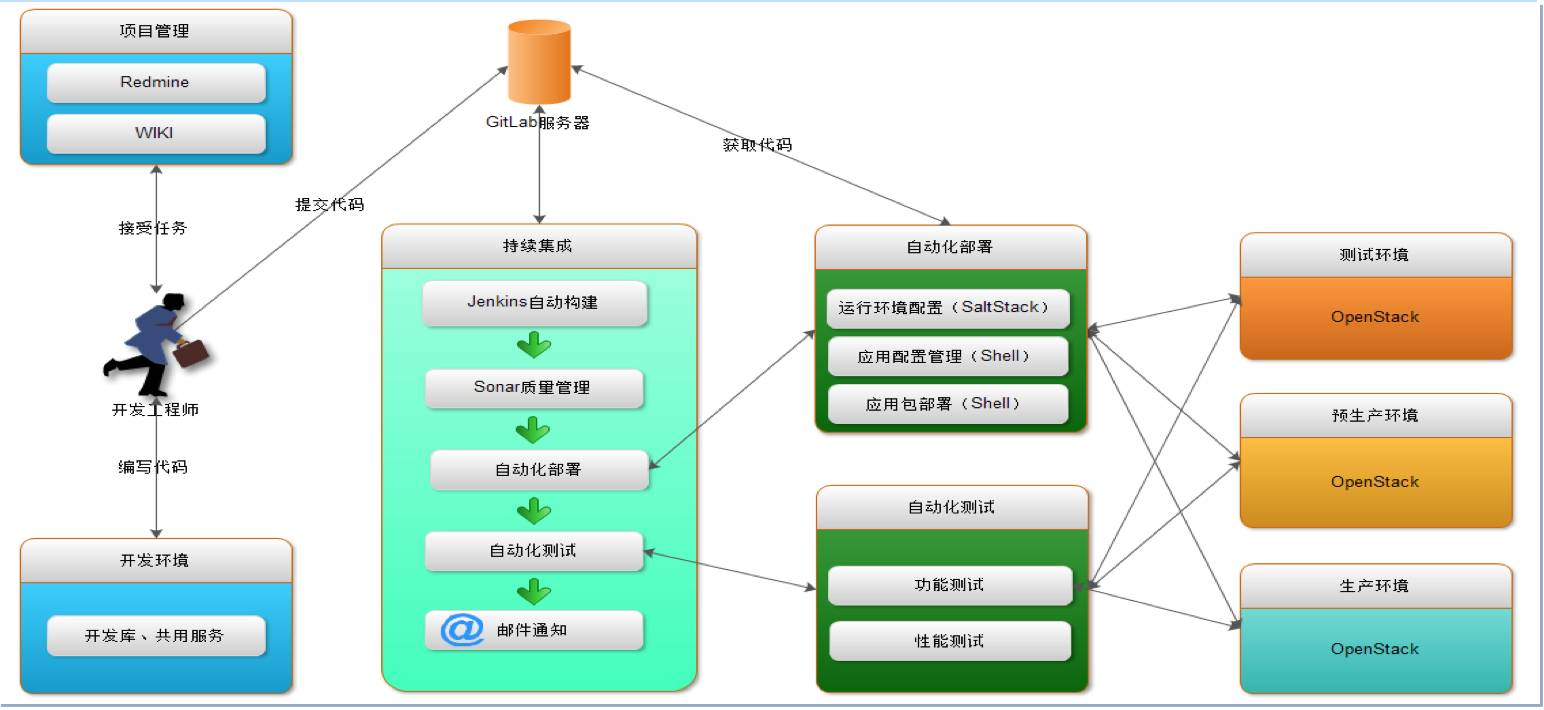 项目管理
Redmine
WIKI
接受任务
开发工程师
编写代码
开发环境
开发库、共用服务
提交代码
GitLab服务器
获取代码
持续集成
Jenkins自动构建
Sonar质量管理
自动化部署
自动化测试
@ 邮件通知
自动化部署
运行环境配置（SaltStack）
应用配置管理（Shell）
应用包部署（Shell）
自动化测试
功能测试
性能测试
测试环境
OpenStack
预生产环境
OpenStack
生产环境
OpenStack